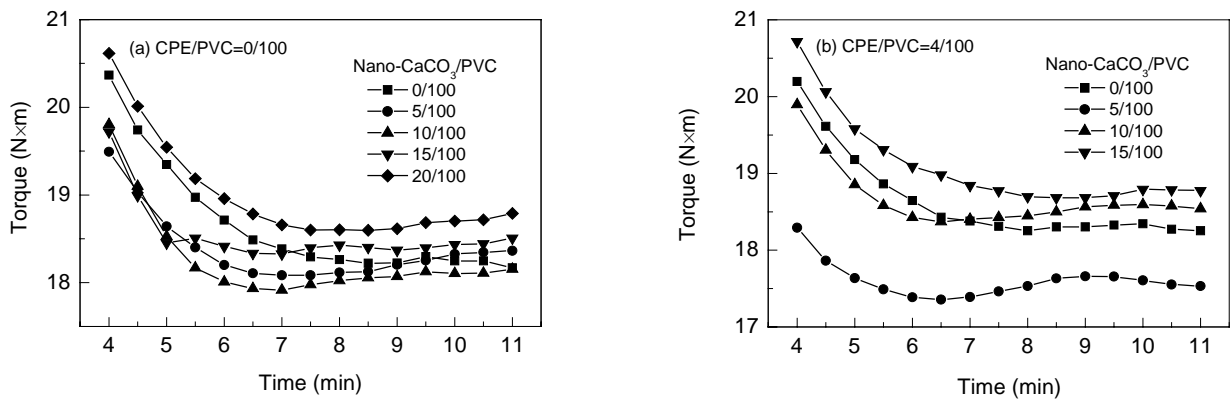 (a) CPE/PVC=0/100
Nano-CaCO₃/PVC
0/100
5/100
10/100
15/100
20/100
21
20
19
18
Torque (N×m)
4 5 6 7 8 9 10 11
Time (min)
(b) CPE/PVC=4/100
Nano-CaCO₃/PVC
0/100
5/100
10/100
15/100
21
20
19
18
17
Torque (N×m)
4 5 6 7 8 9 10 11
Time (min)